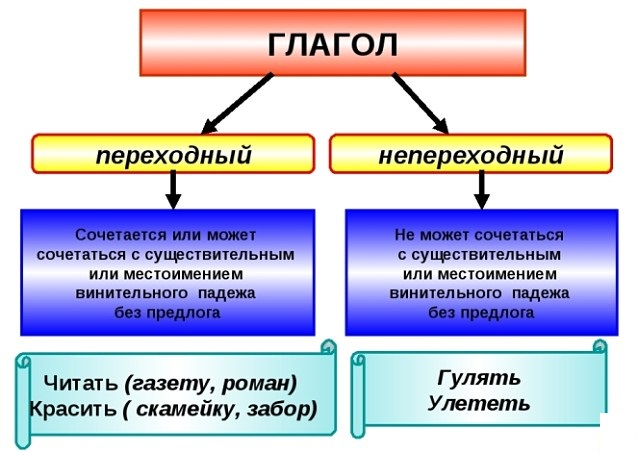 ГЛАГОЛ
переходный
непереходный
Сочетается или может
сочетаться с существительным
или местоимением
винительного падежа
без предлога
Не может сочетаться
с существительным
или местоимением
винительного падежа
без предлога
Читать (газету, роман)
Красить ( скамейку, забор)
Гулять
Улететь